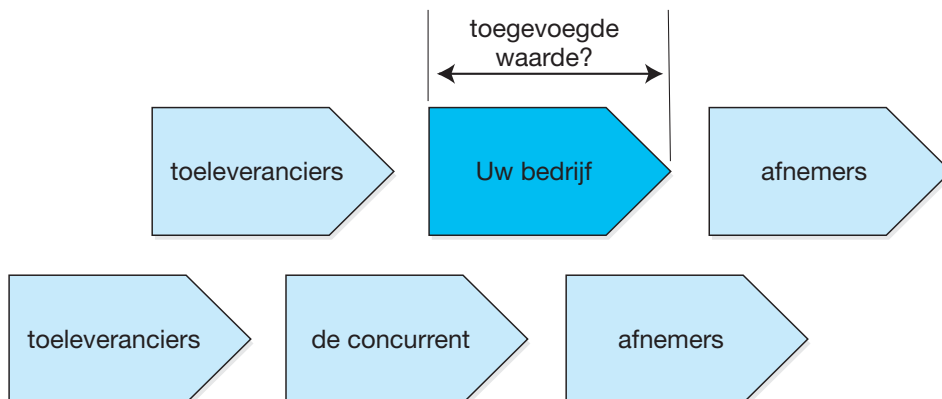 toegevoegde
waarde?
toeleveranciers
Uw bedrijf
afnemers
toeleveranciers
de concurrent
afnemers